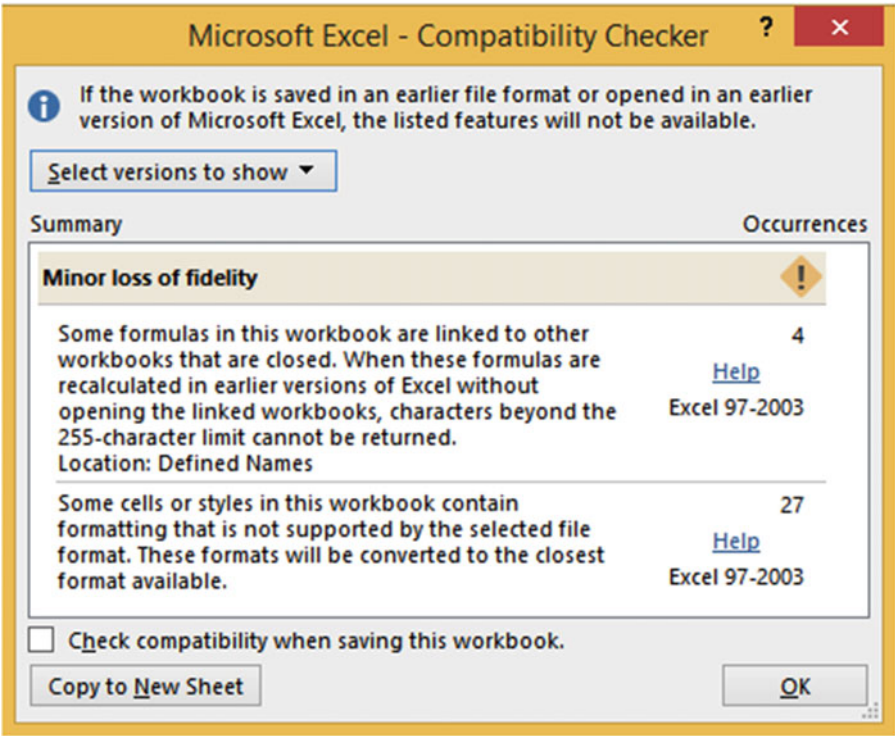 Microsoft Excel - Compatibility Checker ? ×
If the workbook is saved in an earlier file format or opened in an earlier
version of Microsoft Excel, the listed features will not be available.
Select versions to show
Summary Occurrences
Minor loss of fidelity !
Some formulas in this workbook are linked to other 4
workbooks that are closed. When these formulas are
recalculated in earlier versions of Excel without Help
opening the linked workbooks, characters beyond the Excel 97-2003
255-character limit cannot be returned.
Location: Defined Names
Some cells or styles in this workbook contain 27
formatting that is not supported by the selected file
format. These formats will be converted to the closest Help
format available. Excel 97-2003
Check compatibility when saving this workbook.
Copy to New Sheet OK